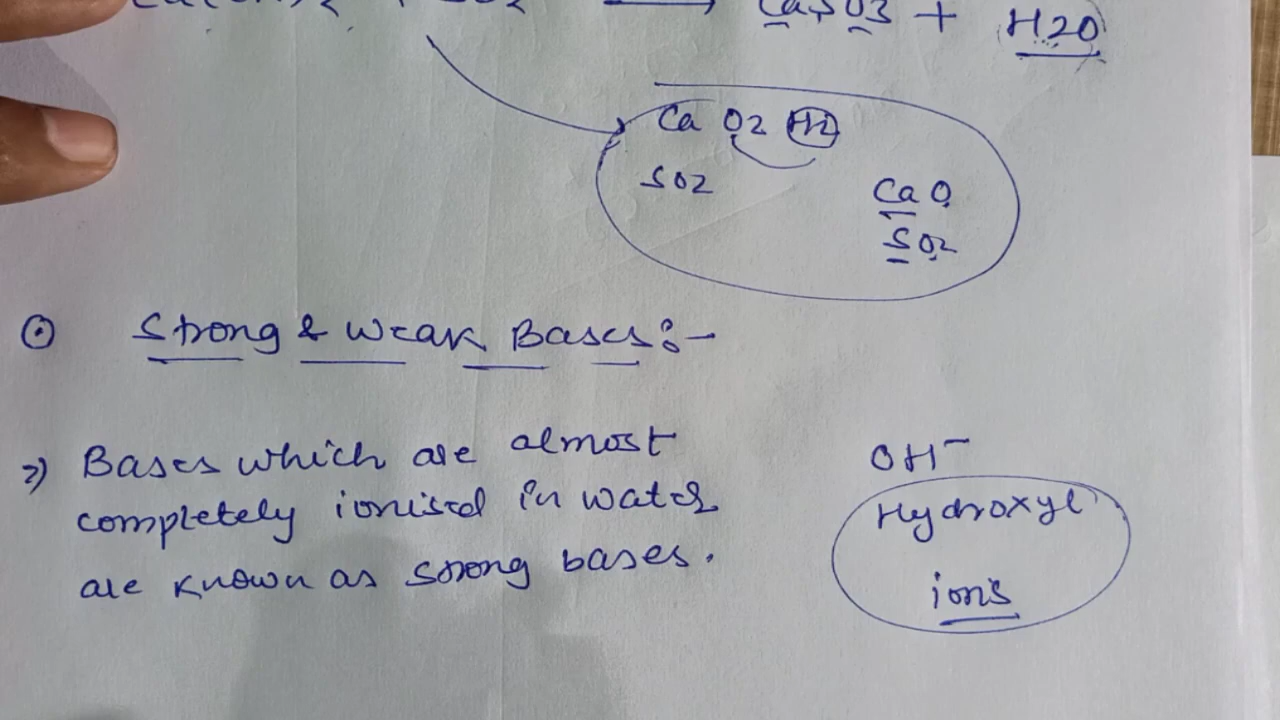 CaSO3 + H2O
Ca O2 H2
SO2
CaO
SO2
Strong & Weak Bases:-
2) Bases which are almost
completely ionised in water
are known as strong bases.
OH-
Hydroxyl
ions